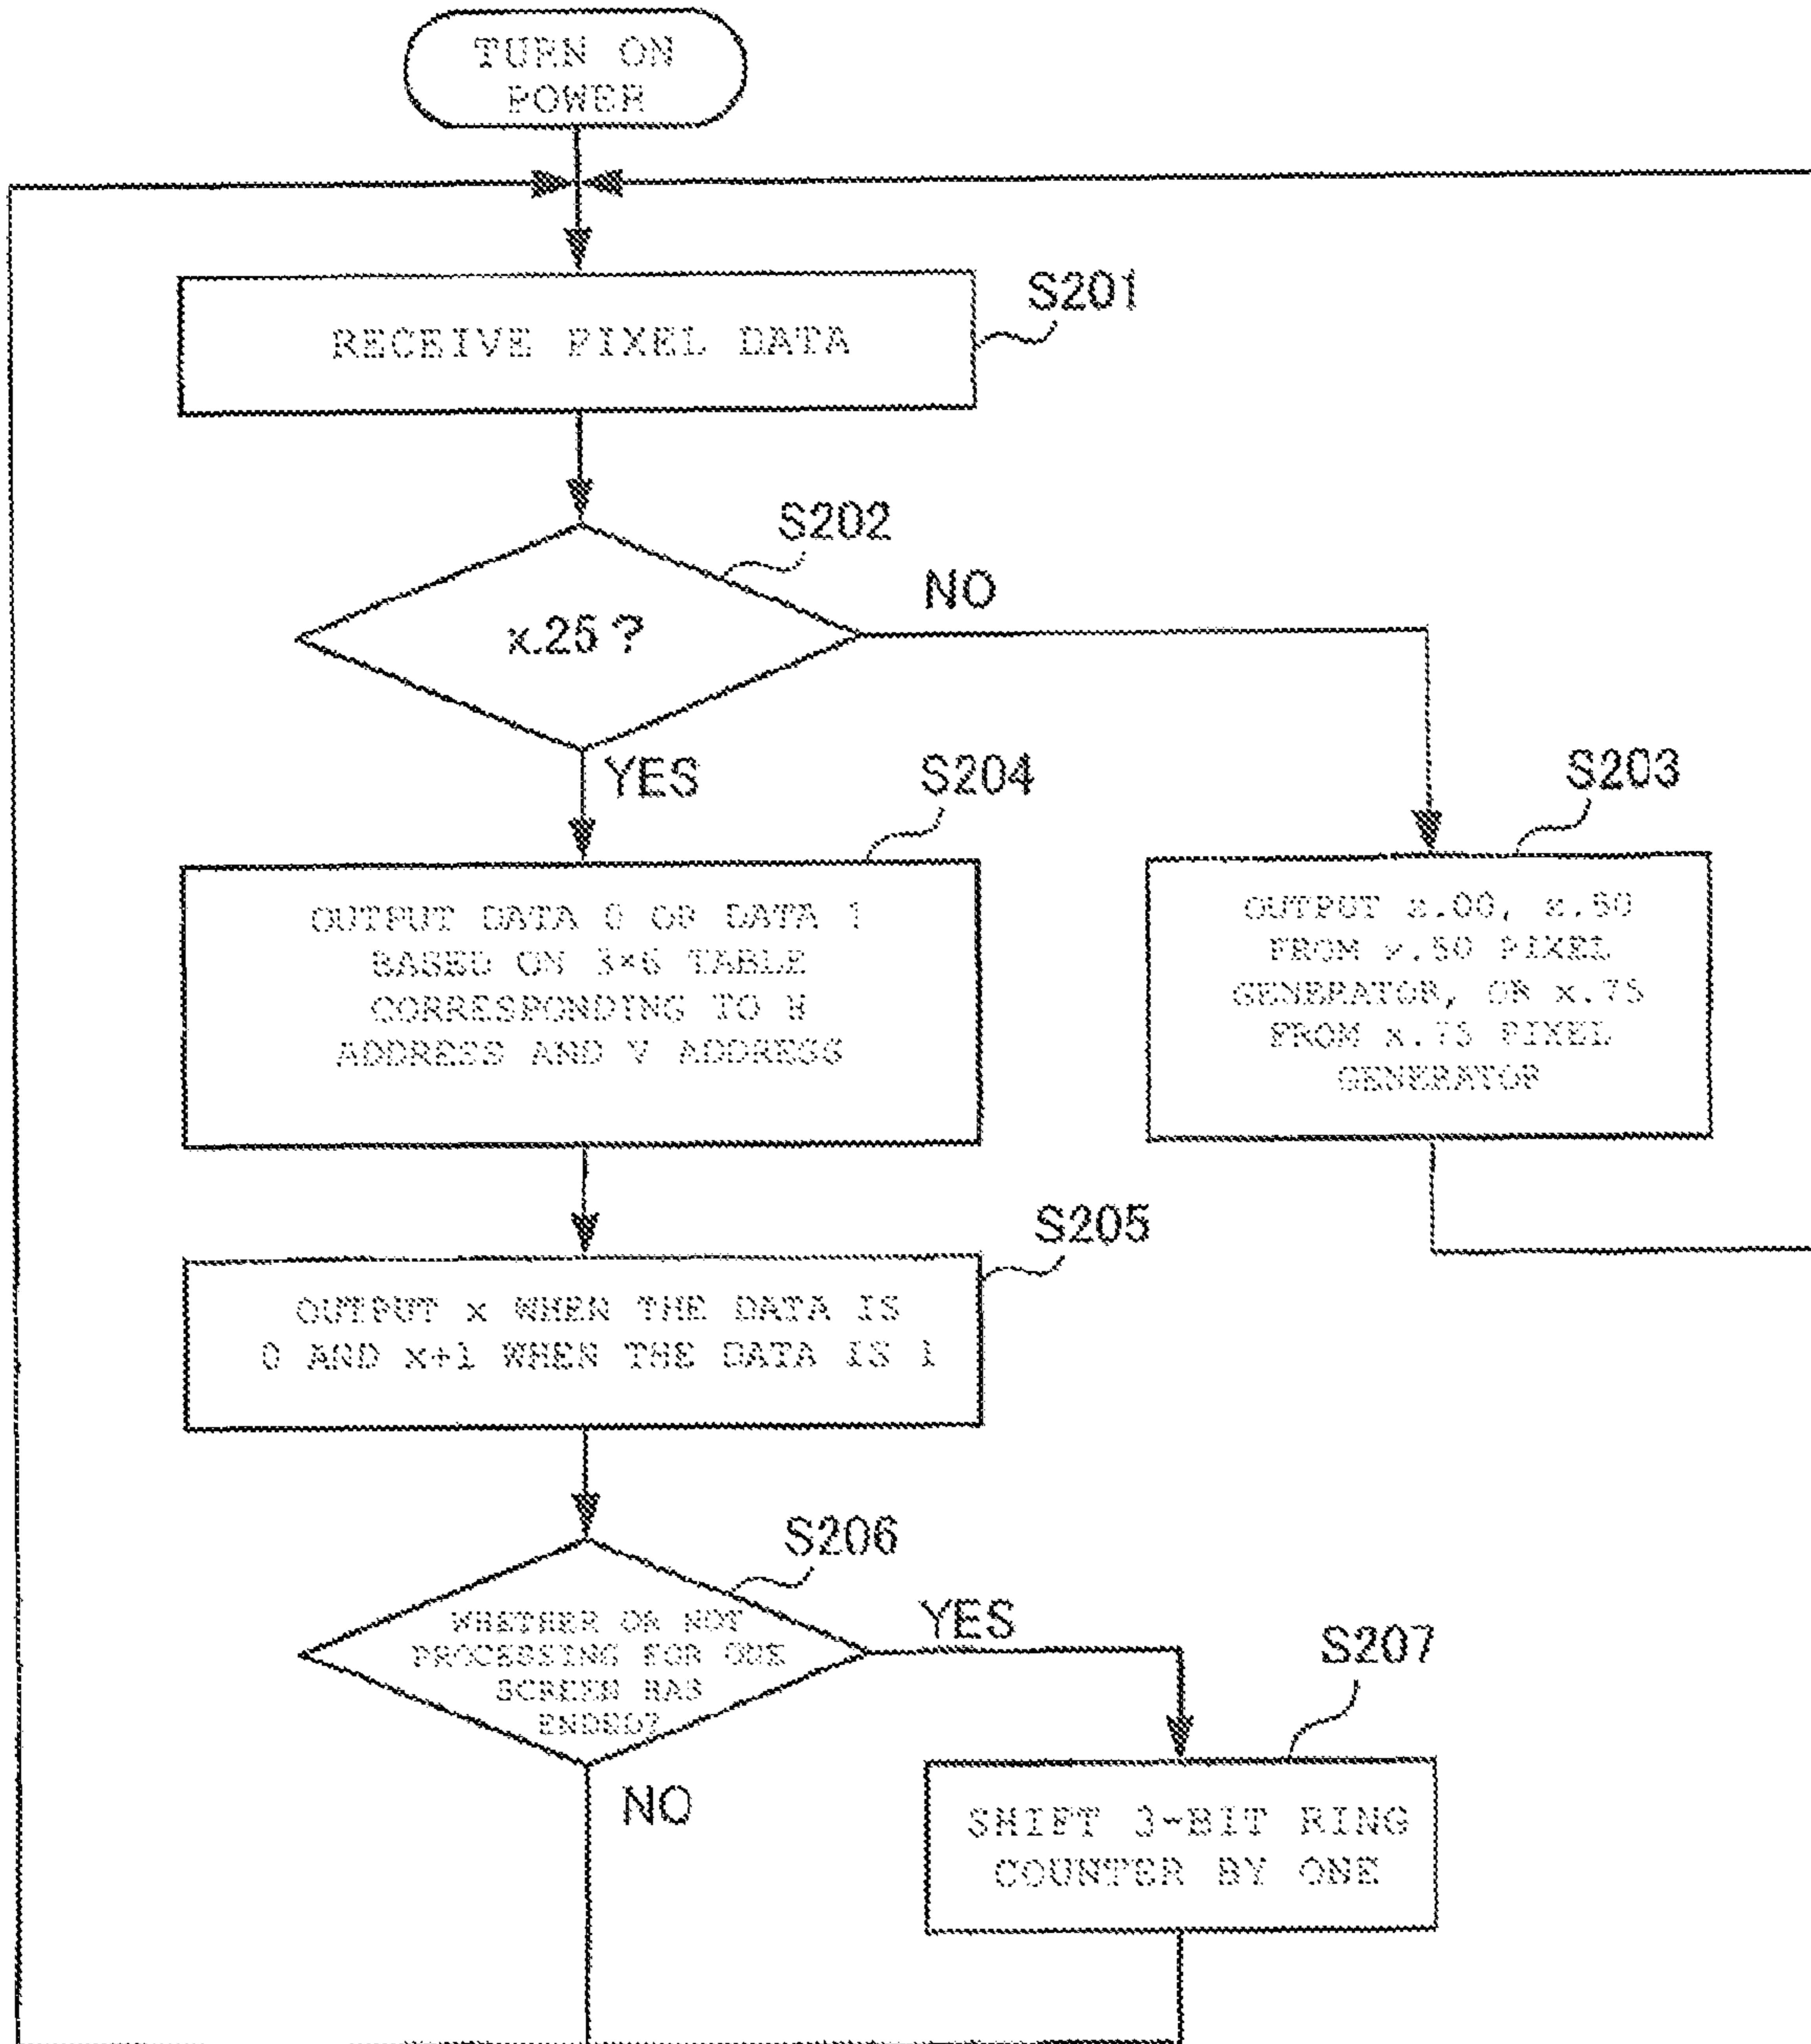 TURN ON
POWER
S201
RECEIVE PIXEL DATA
S202
x.25 ?
NO
YES
S204
S203
OUTPUT DATA 0 OR DATA 1
BASED ON 3×6 TABLE
CORRESPONDING TO H
ADDRESS AND V ADDRESS
OUTPUT x.00, x.50
FROM x.50 PIXEL
GENERATOR, OR x.75
FROM x.75 PIXEL
GENERATOR
S205
OUTPUT x WHEN THE DATA IS
0 AND x+1 WHEN THE DATA IS 1
S206
WHETHER OR NOT
PROCESSING FOR ONE
SCREEN HAS
ENDED?
YES
S207
NO
SHIFT 3-BIT RING
COUNTER BY ONE